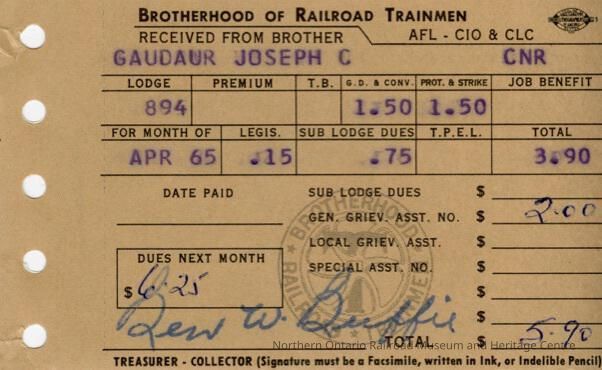 BROTHERHOOD OF RAILROAD TRAINMEN
RECEIVED FROM BROTHER AFL - CIO & CLC
GAUDAUR JOSEPH C CNR
LODGE PREMIUM T.B. G.D. & CONV. PROT. & STRIKE JOB BENEFIT
894 1.50 1.50
FOR MONTH OF LEGIS. SUB LODGE DUES T.P.E.L. TOTAL
APR 65 .15 .75 3.90
DATE PAID SUB LODGE DUES $
GEN. GRIEV. ASST. NO. $ 2.00
LOCAL GRIEV. ASST. $
DUES NEXT MONTH SPECIAL ASST. NO. $
$ 6.25 $
$
TOTAL $ 5.90
BROTHERHOOD RAILROAD TRAINMEN
Northern Ontario Railroad Museum and Heritage Centre
TREASURER - COLLECTOR (Signature must be a Facsimile, written in Ink, or Indelible Pencil)